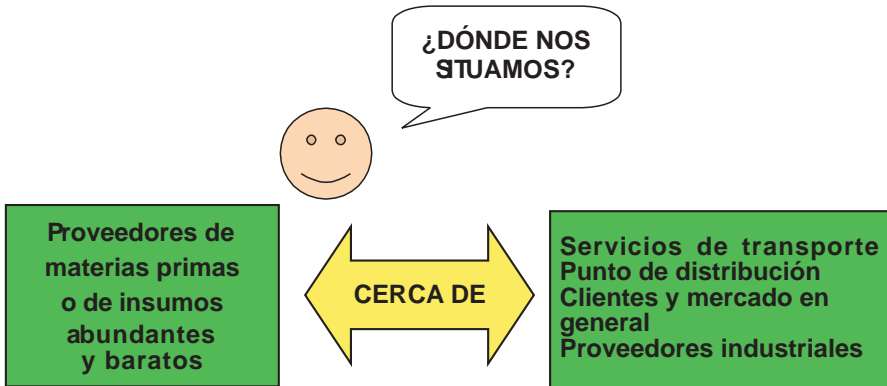 ¿DÓNDE NOS
SITUAMOS?
Proveedores de
materias primas
o de insumos
abundantes
y baratos
CERCA DE
Servicios de transporte
Punto de distribución
Clientes y mercado en
general
Proveedores industriales